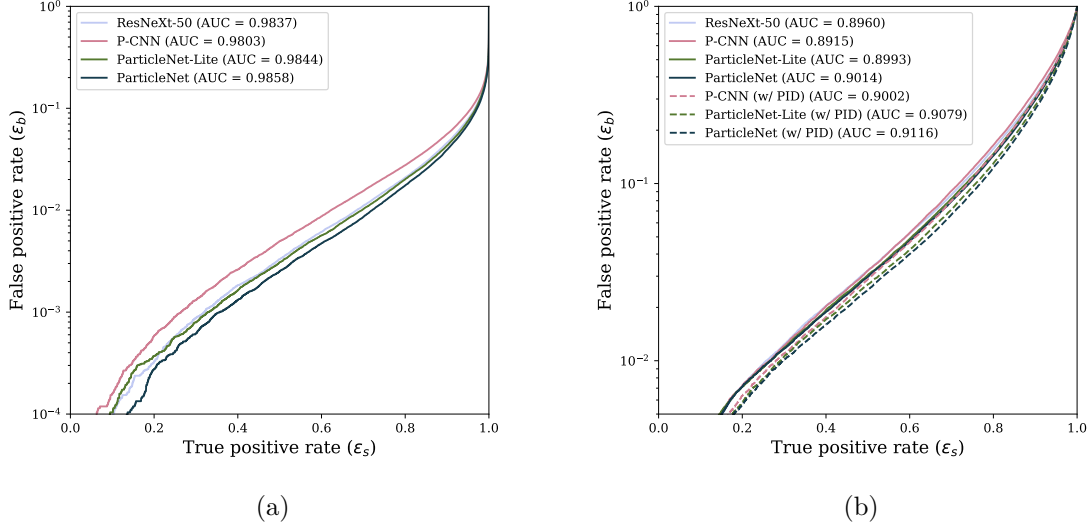 ResNeXt-50 (AUC = 0.9837)
P-CNN (AUC = 0.9803)
ParticleNet-Lite (AUC = 0.9844)
ParticleNet (AUC = 0.9858)
10⁰
10⁻¹
10⁻²
10⁻³
10⁻⁴
False positive rate (ε_b)
0.0 0.2 0.4 0.6 0.8 1.0
True positive rate (ε_s)
(a)
ResNeXt-50 (AUC = 0.8960)
P-CNN (AUC = 0.8915)
ParticleNet-Lite (AUC = 0.8993)
ParticleNet (AUC = 0.9014)
P-CNN (w/ PID) (AUC = 0.9002)
ParticleNet-Lite (w/ PID) (AUC = 0.9079)
ParticleNet (w/ PID) (AUC = 0.9116)
10⁰
10⁻¹
10⁻²
False positive rate (ε_b)
0.0 0.2 0.4 0.6 0.8 1.0
True positive rate (ε_s)
(b)